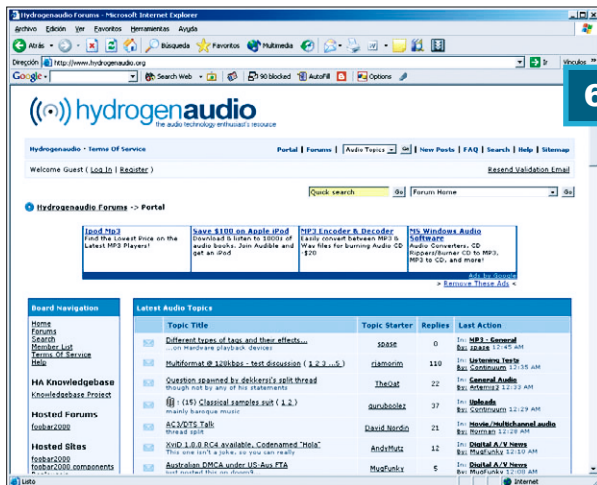 Hydrogenaudio Forums - Microsoft Internet Explorer
Archivo Edición Ver Favoritos Herramientas Ayuda
Atrás Búsqueda Favoritos Multimedia
Dirección http://www.hydrogenaudio.org Ir Vínculos »
Google Search Web 90 blocked AutoFill Options
6
((o)) hydrogenaudio
the audio technology enthusiast's resource
Hydrogenaudio · Terms Of Service Portal | Forums | Audio Topics Go | New Posts | FAQ | Search | Help | Sitemap
Welcome Guest ( Log In | Register ) Resend Validation Email
Quick search Go Forum Home Go
Hydrogenaudio Forums -> Portal
Ipod Mp3
Find the Lowest Price on the
Latest MP3 Players!
Save $100 on Apple iPod
Download & listen to 1000s of
audio books. Join Audible and
get an iPod
MP3 Encoder & Decoder
Easily convert between MP3 &
Wav files for burning Audio CD
-$20
MS Windows Audio
Software
Audio Converters, CD
Rippers/Burner CD to MP3,
MP3 to CD, and more!
Ads by Google
> Remove These Ads <
Board Navigation
Home
Forums
Search
Member List
Terms Of Service
Help
HA Knowledgebase
Knowledgebase Project
Hosted Forums
foobar2000
Hosted Sites
foobar2000
foobar2000 components
Latest Audio Topics
Topic Title Topic Starter Replies Last Action
Different types of tags and their effects...
...on Hardware playback devices
spase 0
In: MP3 - General
By: spase 12:45 AM
Multiformat @ 128kbps - test discussion ( 1 2 3 ...5 )
rjamorim 110
In: Listening Tests
By: Continuum 12:35 AM
Question spawned by dekkersj's split thread
though not by any of his statements
TheQat 22
In: General Audio
By: Artemis3 12:33 AM
: (15) Classical samples suit ( 1 2 )
mainly baroque music
guruboolez 37
In: Uploads
By: Continuum 12:29 AM
AC3/DTS Talk
thread split
David Nordin 21
In: Movie/Multichannel audio
By: Norman 12:28 AM
XviD 1.0.0 RC4 available, Codenamed "Hola"
This one isn't a joke, so you can really
AndyMutz 12
In: Digital A/V News
By: MugFunky 12:10 AM
Australian DMCA under US-Aus FTA
just posted this on doom9
MugFunky 5
In: Digital A/V News
By: MugFunky 12:00 AM
Listo Internet